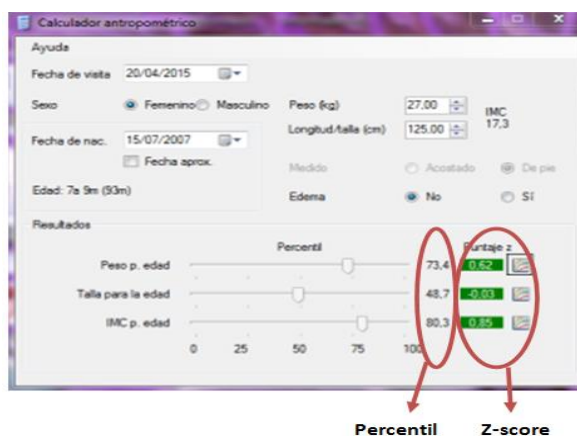 Calculador antropométrico
Ayuda
Fecha de visita 20/04/2015
Sexo Femenino Masculino Peso (kg) 27,00 IMC
Longitud/talla (cm) 125.00 17,3
Fecha de nac. 15/07/2007
Fecha aprox. Medido Acostado De pie
Edad: 7a 9m (93m) Edema No Sí
Resultados
Percentil Puntaje z
Peso p. edad 73,4 0,62
Talla para la edad 48,7 -0,03
IMC p. edad 80,3 0,85
0 25 50 75 100
Percentil Z-score